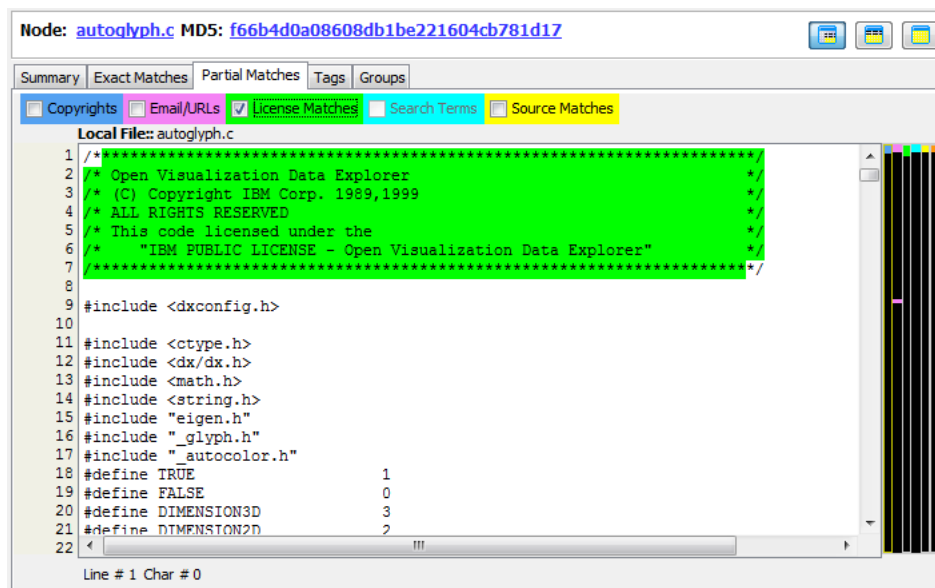 Node: autoglyph.c MD5: f66b4d0a08608db1be221604cb781d17
Summary Exact Matches Partial Matches Tags Groups
Copyrights Email/URLs License Matches Search Terms Source Matches
Local File:: autoglyph.c
1 /*********************************************************************/
2 /* Open Visualization Data Explorer */
3 /* (C) Copyright IBM Corp. 1989,1999 */
4 /* ALL RIGHTS RESERVED */
5 /* This code licensed under the */
6 /* "IBM PUBLIC LICENSE - Open Visualization Data Explorer" */
7 /*********************************************************************/
8
9 #include <dxconfig.h>
10
11 #include <ctype.h>
12 #include <dx/dx.h>
13 #include <math.h>
14 #include <string.h>
15 #include "eigen.h"
16 #include "_glyph.h"
17 #include "_autocolor.h"
18 #define TRUE 1
19 #define FALSE 0
20 #define DIMENSION3D 3
21 #define DIMENSION2D 2
22
Line # 1 Char # 0